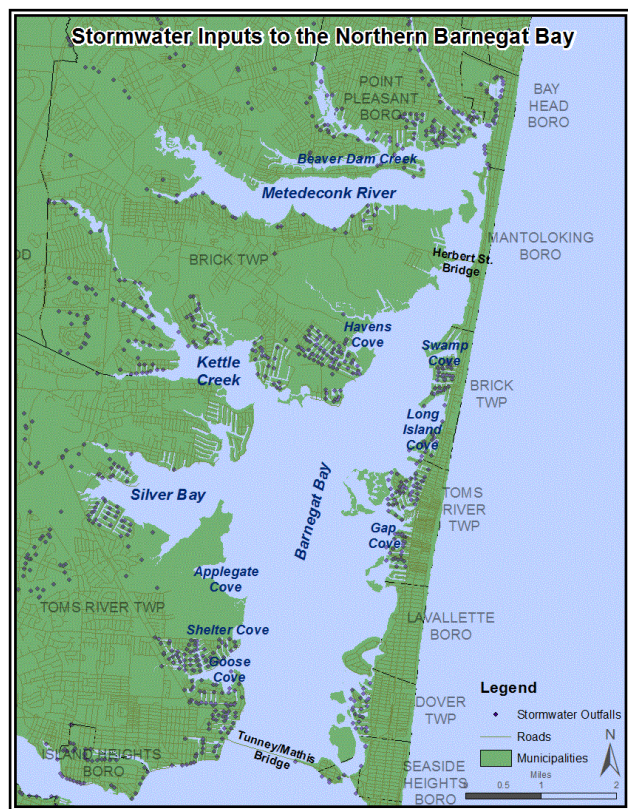 Stormwater Inputs to the Northern Barnegat Bay
POINT
PLEASANT
BORO
BAY
HEAD
BORO
Beaver Dam Creek
Metedeconk River
MANTOLOKING
BORO
Herbert St.
Bridge
OD
BRICK TWP
Havens
Cove
Swamp
Cove
Kettle
Creek
BRICK
TWP
Long
Island
Cove
Silver Bay
Barnegat Bay
TOMS
RIVER
TWP
Gap
Cove
Applegate
Cove
TOMS RIVER TWP
LAVALLETTE
BORO
Shelter Cove
Goose
Cove
DOVER
TWP
Tunney/Mathis
Bridge
ISLAND HEIGHTS
BORO
SEASIDE
HEIGHTS
BORO
Legend
Stormwater Outfalls
Roads
Municipalities
N
Miles
0 0.5 1 2